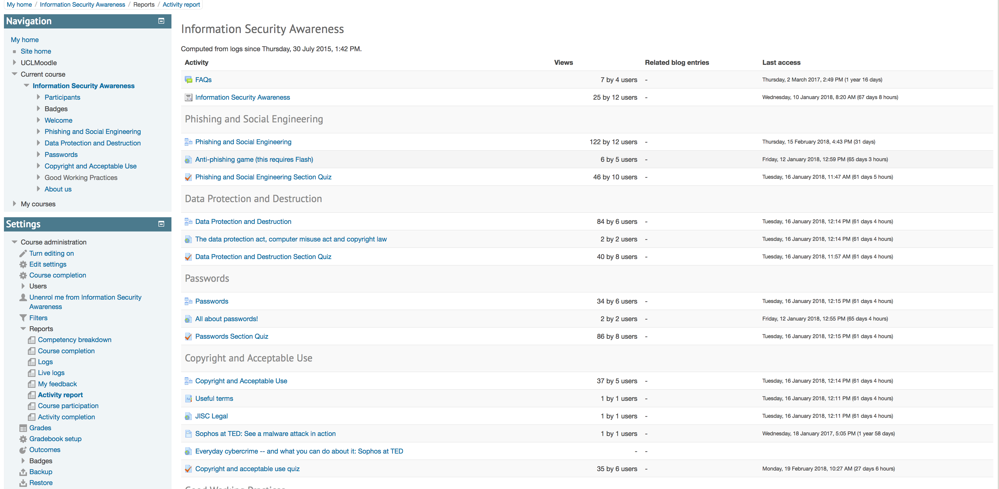 My home / Information Security Awareness / Reports / Activity report
Navigation
My home
Site home
UCLMoodle
Current course
Information Security Awareness
Participants
Badges
Welcome
Phishing and Social Engineering
Data Protection and Destruction
Passwords
Copyright and Acceptable Use
Good Working Practices
About us
My courses
Settings
Course administration
Turn editing on
Edit settings
Course completion
Users
Unenrol me from Information Security
Awareness
Filters
Reports
Competency breakdown
Course completion
Logs
Live logs
My feedback
Activity report
Course participation
Activity completion
Grades
Gradebook setup
Outcomes
Badges
Backup
Restore
Information Security Awareness
Computed from logs since Thursday, 30 July 2015, 1:42 PM.
Activity Views Related blog entries Last access
FAQs 7 by 4 users - Thursday, 2 March 2017, 2:49 PM (1 year 16 days)
Information Security Awareness 25 by 12 users - Wednesday, 10 January 2018, 8:20 AM (67 days 8 hours)
Phishing and Social Engineering
Phishing and Social Engineering 122 by 12 users - Thursday, 15 February 2018, 4:43 PM (31 days)
Anti-phishing game (this requires Flash) 6 by 5 users - Friday, 12 January 2018, 12:59 PM (65 days 3 hours)
Phishing and Social Engineering Section Quiz 46 by 10 users - Tuesday, 16 January 2018, 11:47 AM (61 days 5 hours)
Data Protection and Destruction
Data Protection and Destruction 84 by 6 users - Tuesday, 16 January 2018, 12:14 PM (61 days 4 hours)
The data protection act, computer misuse act and copyright law 2 by 2 users - Tuesday, 16 January 2018, 12:14 PM (61 days 4 hours)
Data Protection and Destruction Section Quiz 40 by 8 users - Tuesday, 16 January 2018, 11:57 AM (61 days 4 hours)
Passwords
Passwords 34 by 6 users - Tuesday, 16 January 2018, 12:15 PM (61 days 4 hours)
All about passwords! 2 by 2 users - Friday, 12 January 2018, 12:55 PM (65 days 4 hours)
Passwords Section Quiz 86 by 8 users - Tuesday, 16 January 2018, 12:15 PM (61 days 4 hours)
Copyright and Acceptable Use
Copyright and Acceptable Use 37 by 5 users - Tuesday, 16 January 2018, 12:14 PM (61 days 4 hours)
Useful terms 1 by 1 users - Tuesday, 16 January 2018, 12:11 PM (61 days 4 hours)
JISC Legal 1 by 1 users - Tuesday, 16 January 2018, 12:11 PM (61 days 4 hours)
Sophos at TED: See a malware attack in action 1 by 1 users - Wednesday, 18 January 2017, 5:05 PM (1 year 58 days)
Everyday cybercrime -- and what you can do about it: Sophos at TED - -
Copyright and acceptable use quiz 35 by 6 users - Monday, 19 February 2018, 10:27 AM (27 days 6 hours)
Good Working Practices